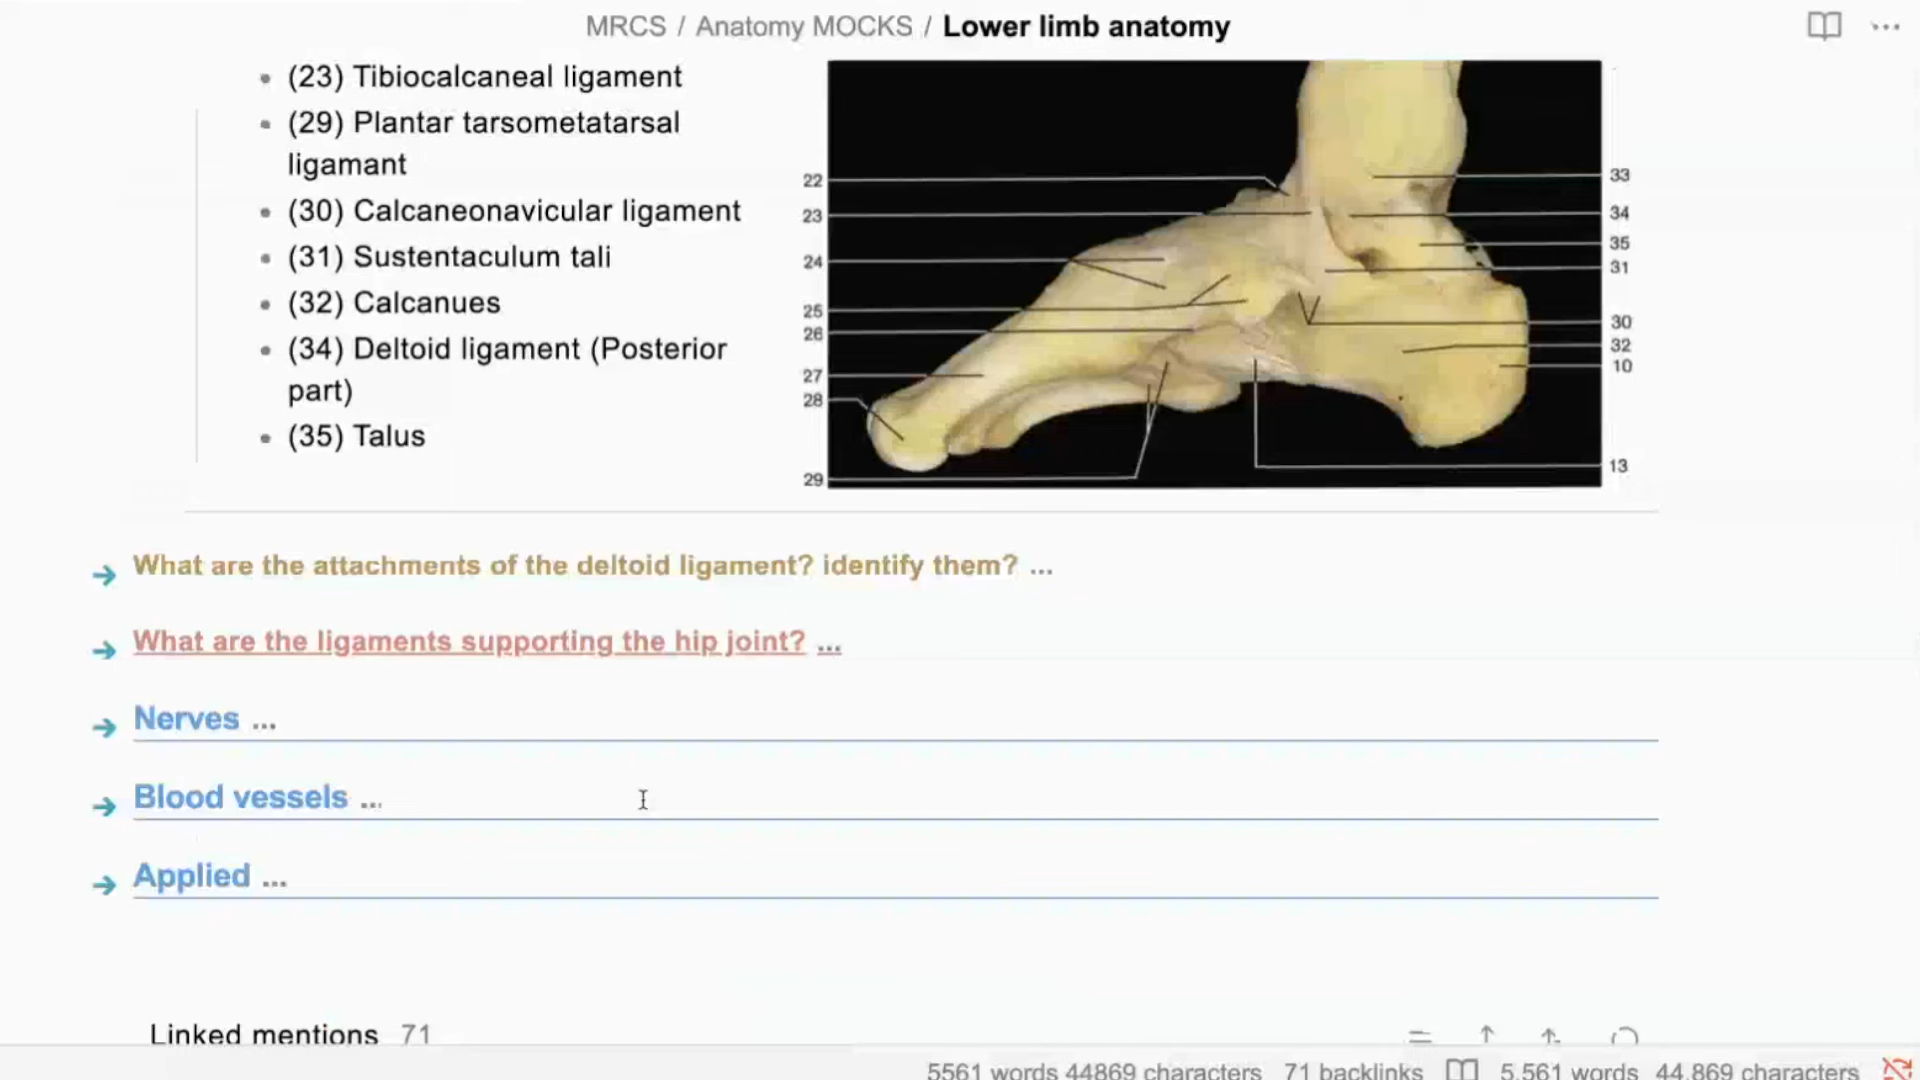 MRCS / Anatomy MOCKS / Lower limb anatomy
(23) Tibiocalcaneal ligament
(29) Plantar tarsometatarsal
ligamant
(30) Calcaneonavicular ligament
(31) Sustentaculum tali
(32) Calcanues
(34) Deltoid ligament (Posterior
part)
(35) Talus
22
23
24
25
26
27
28
29
33
34
35
31
30
32
10
13
What are the attachments of the deltoid ligament? identify them? ...
What are the ligaments supporting the hip joint? ...
Nerves ...
Blood vessels ...
Applied ...
Linked mentions 71
5561 words 44869 characters 71 backlinks 5,561 words 44,869 characters